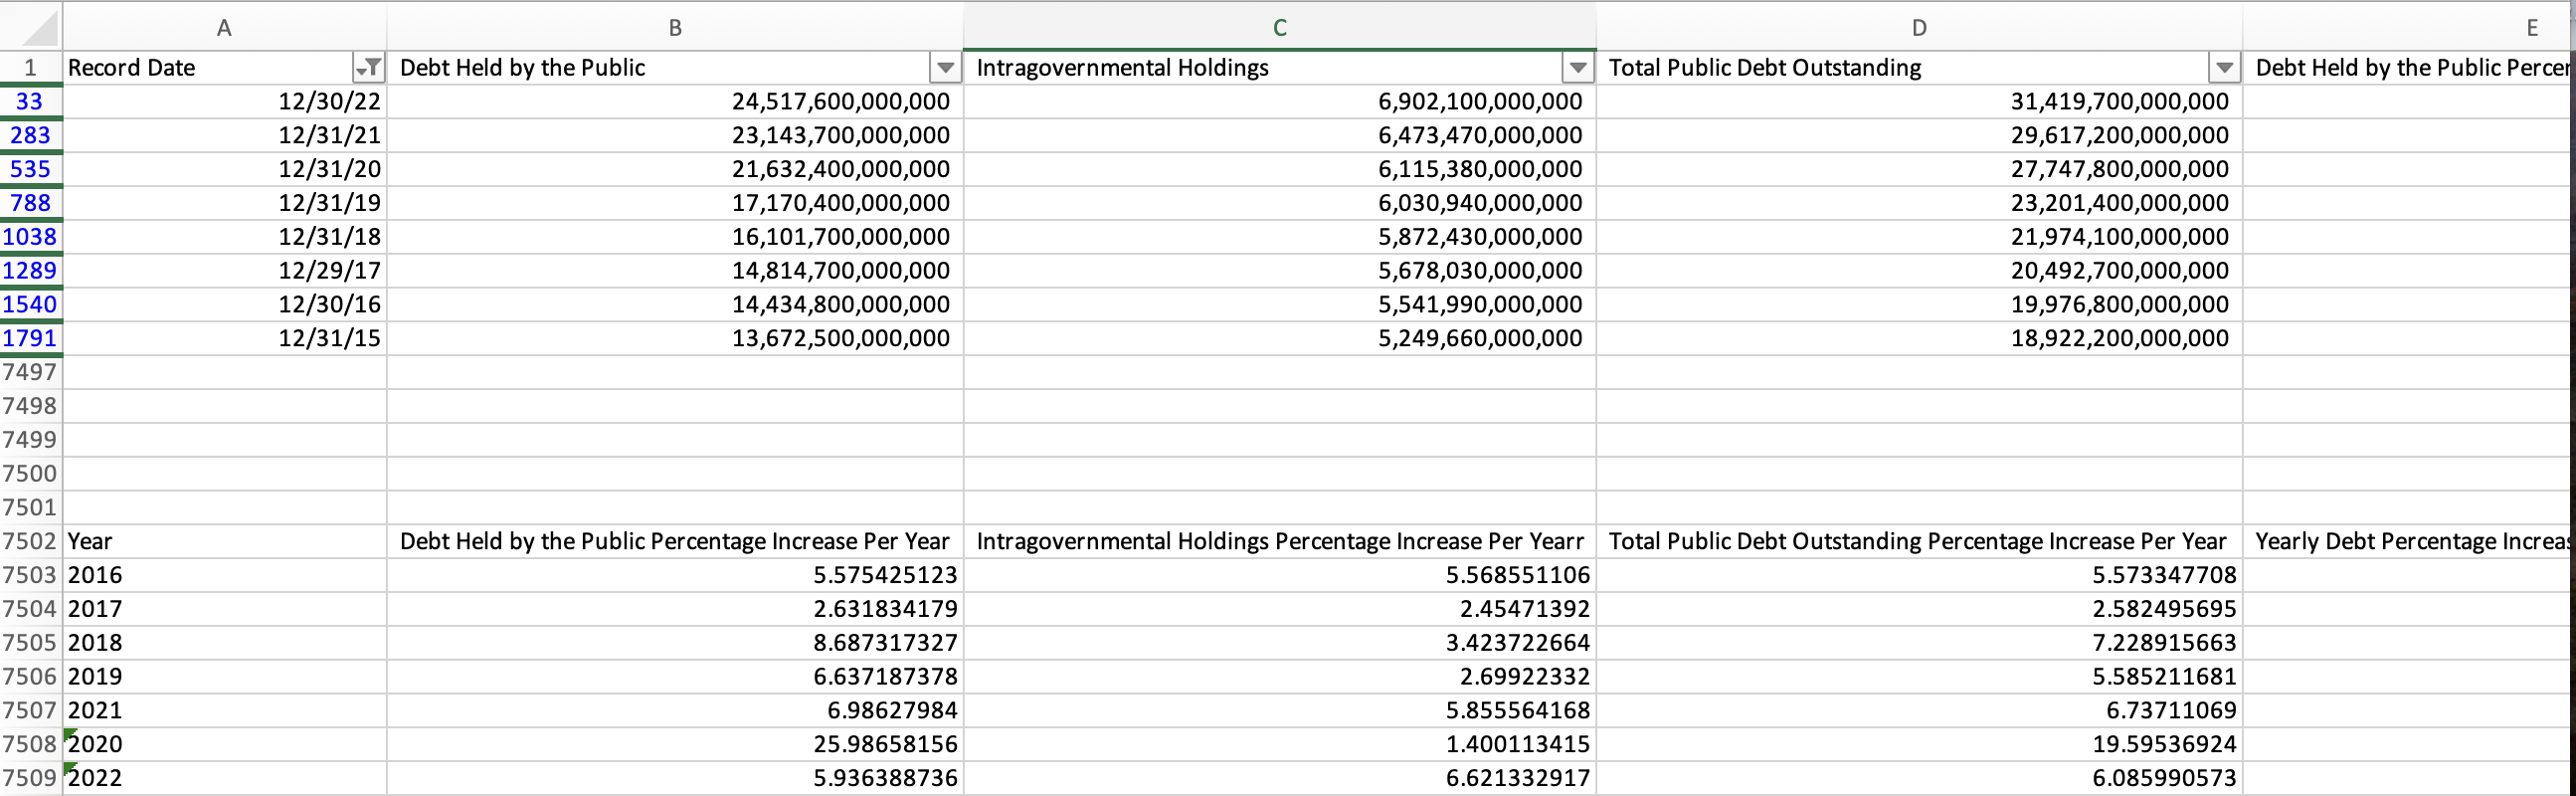 A B C D E
1 Record Date Debt Held by the Public Intragovernmental Holdings Total Public Debt Outstanding Debt Held by the Public Percer
33 12/30/22 24,517,600,000,000 6,902,100,000,000 31,419,700,000,000
283 12/31/21 23,143,700,000,000 6,473,470,000,000 29,617,200,000,000
535 12/31/20 21,632,400,000,000 6,115,380,000,000 27,747,800,000,000
788 12/31/19 17,170,400,000,000 6,030,940,000,000 23,201,400,000,000
1038 12/31/18 16,101,700,000,000 5,872,430,000,000 21,974,100,000,000
1289 12/29/17 14,814,700,000,000 5,678,030,000,000 20,492,700,000,000
1540 12/30/16 14,434,800,000,000 5,541,990,000,000 19,976,800,000,000
1791 12/31/15 13,672,500,000,000 5,249,660,000,000 18,922,200,000,000
7497
7498
7499
7500
7501
7502 Year Debt Held by the Public Percentage Increase Per Year Intragovernmental Holdings Percentage Increase Per Yearr Total Public Debt Outstanding Percentage Increase Per Year Yearly Debt Percentage Increas
7503 2016 5.575425123 5.568551106 5.573347708
7504 2017 2.631834179 2.45471392 2.582495695
7505 2018 8.687317327 3.423722664 7.228915663
7506 2019 6.637187378 2.69922332 5.585211681
7507 2021 6.98627984 5.855564168 6.73711069
7508 2020 25.98658156 1.400113415 19.59536924
7509 2022 5.936388736 6.621332917 6.085990573